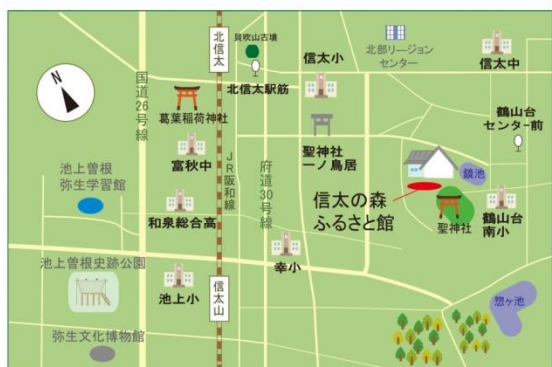 貝吹山古墳
北部リージョン
センター
信太中
北信太
信太小
N
国道26号線
北信太駅筋
葛葉稲荷神社
鶴山台
センター前
聖神社
一ノ鳥居
富秋中
JR阪和線
府道30号線
池上曽根
弥生学習館
鏡池
信太の森
ふるさと館
和泉総合高
聖神社
鶴山台
南小
池上曽根史跡公園
池上小
幸小
信太山
惣ヶ池
弥生文化博物館